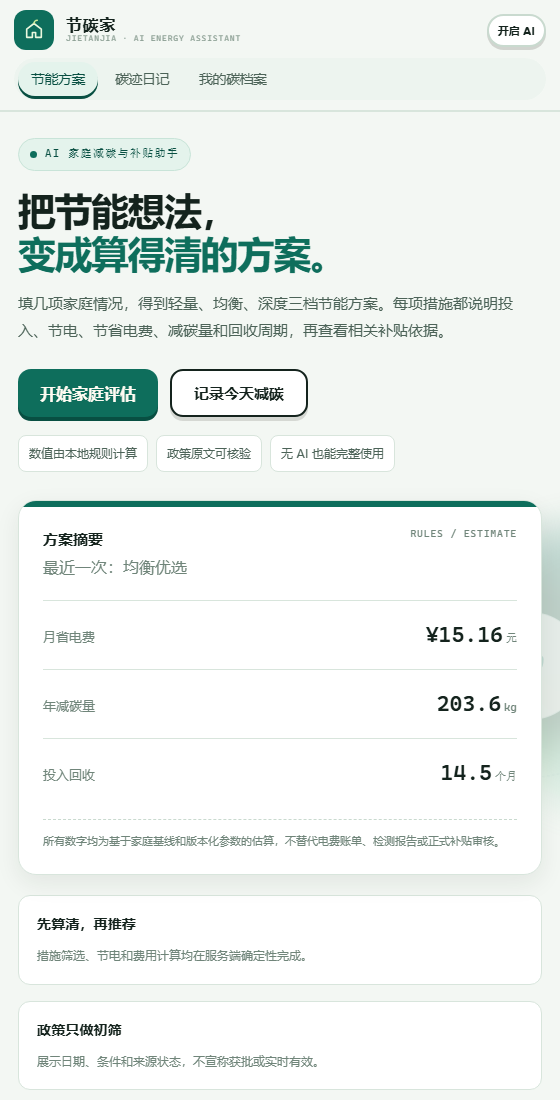 节碳家
JIETANJIA · AI ENERGY ASSISTANT
开启 AI
节能方案
碳迹日记
我的碳档案
AI 家庭减碳与补贴助手
把节能想法，
变成算得清的方案。
填几项家庭情况，得到轻量、均衡、深度三档节能方案。每项措施都说明投
入、节电、节省电费、减碳量和回收周期，再查看相关补贴依据。
开始家庭评估
记录今天减碳
数值由本地规则计算
政策原文可核验
无 AI 也能完整使用
方案摘要
RULES / ESTIMATE
最近一次：均衡优选
月省电费
¥15.16 元
年减碳量
203.6 kg
投入回收
14.5 个月
所有数字均为基于家庭基线和版本化参数的估算，不替代电费账单、检测报告或正式补贴审核。
先算清，再推荐
措施筛选、节电和费用计算均在服务端确定性完成。
政策只做初筛
展示日期、条件和来源状态，不宣称获批或实时有效。